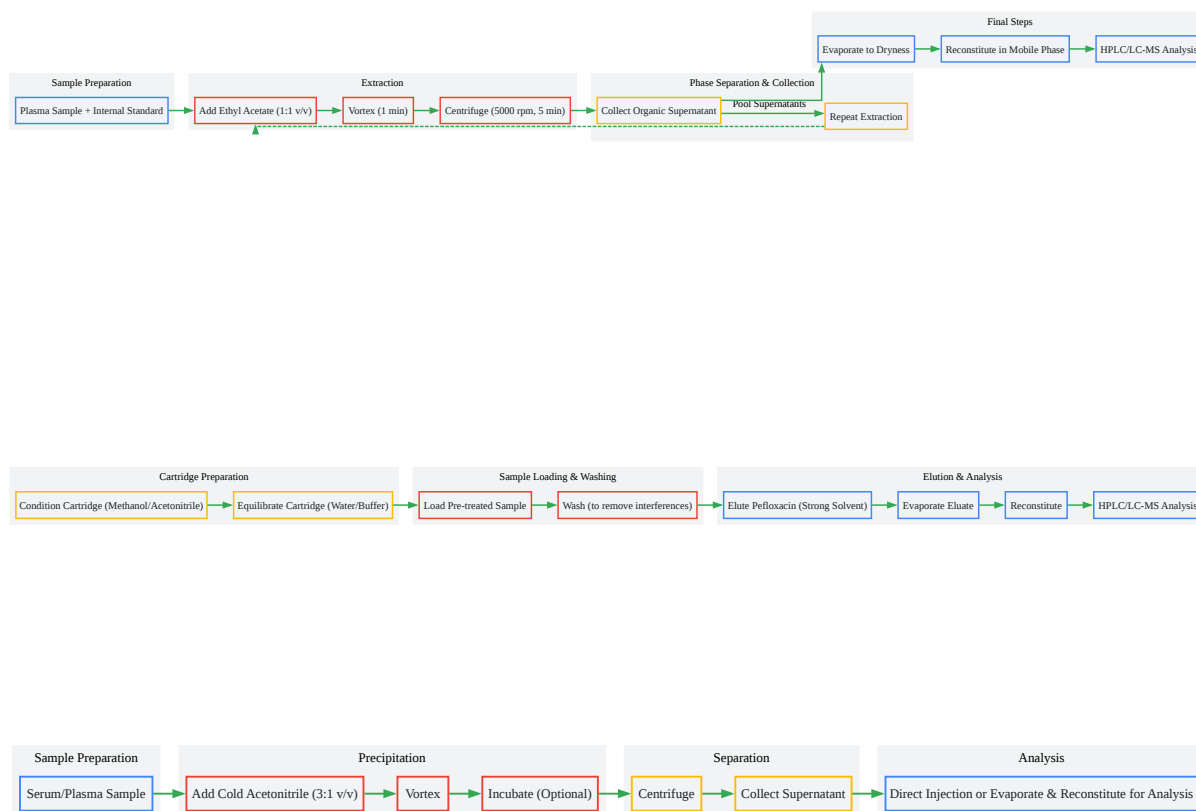 Final Steps
Evaporate to Dryness
Reconstitute in Mobile Phase
HPLC/LC-MS Analysis
Sample Preparation
Extraction
Phase Separation & Collection
Plasma Sample + Internal Standard
Add Ethyl Acetate (1:1 v/v)
Vortex (1 min)
Centrifuge (5000 rpm, 5 min)
Collect Organic Supernatant
Pool Supernatants
Repeat Extraction
Cartridge Preparation
Sample Loading & Washing
Elution & Analysis
Condition Cartridge (Methanol/Acetonitrile)
Equilibrate Cartridge (Water/Buffer)
Load Pre-treated Sample
Wash (to remove interferences)
Elute Pefloxacin (Strong Solvent)
Evaporate Eluate
Reconstitute
HPLC/LC-MS Analysis
Sample Preparation
Precipitation
Separation
Analysis
Serum/Plasma Sample
Add Cold Acetonitrile (3:1 v/v)
Vortex
Incubate (Optional)
Centrifuge
Collect Supernatant
Direct Injection or Evaporate & Reconstitute for Analysis